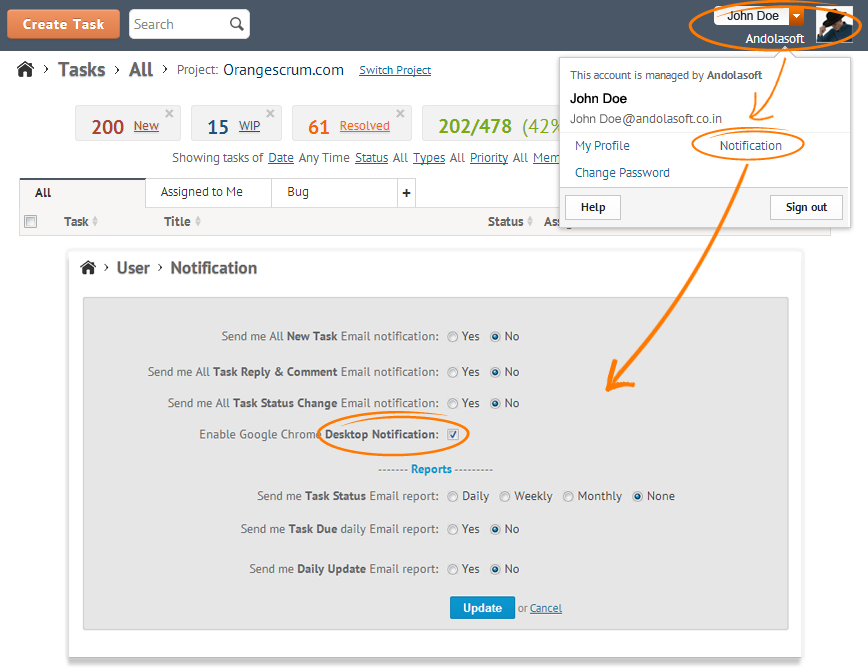 Create Task
Search
John Doe
Andolasoft
Tasks › All › Project: Orangescrum.com Switch Project
This account is managed by Andolasoft
John Doe
John Doe@andolasoft.co.in
My Profile Notification
Change Password
Help Sign out
200 New 15 WIP 61 Resolved 202/478 (42%
Showing tasks of Date Any Time Status All Types All Priority All Mem
All Assigned to Me Bug +
Task Title Status
› User › Notification
Send me All New Task Email notification: Yes No
Send me All Task Reply & Comment Email notification: Yes No
Send me All Task Status Change Email notification: Yes No
Enable Google Chrome Desktop Notification:
------- Reports ---------
Send me Task Status Email report: Daily Weekly Monthly None
Send me Task Due daily Email report: Yes No
Send me Daily Update Email report: Yes No
Update or Cancel